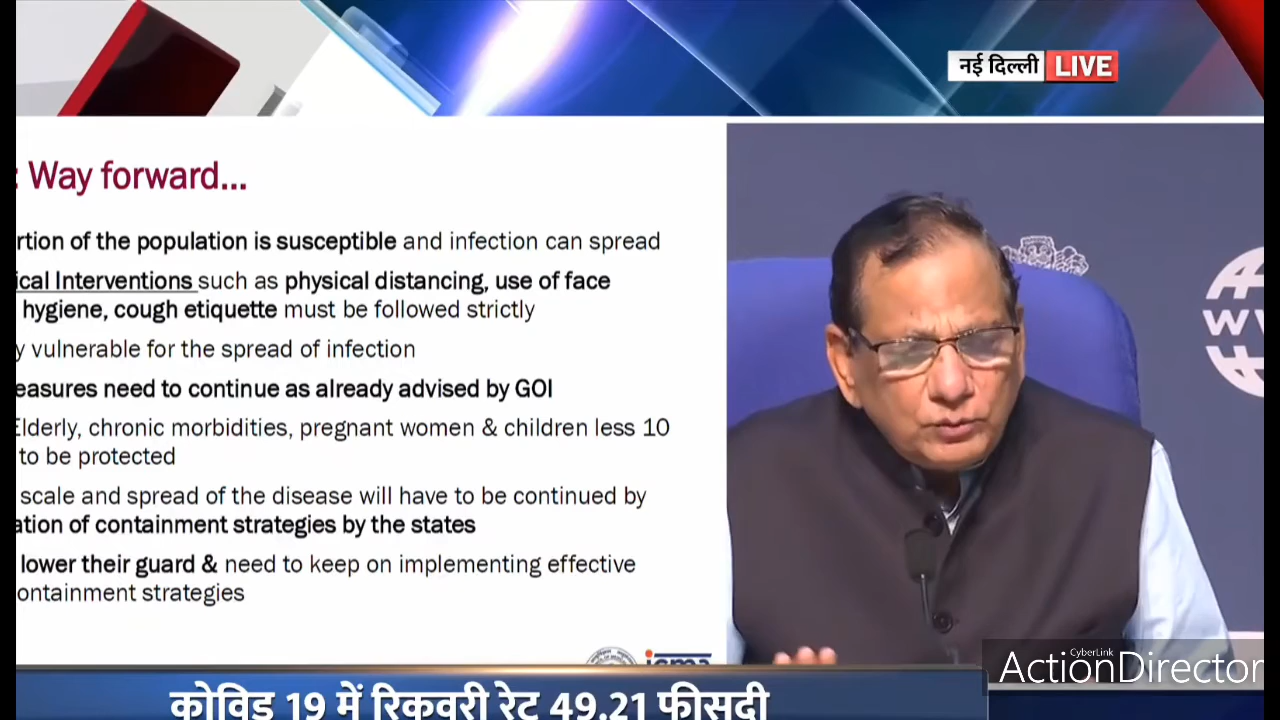 नई दिल्ली LIVE
: Way forward...
rtion of the population is susceptible and infection can spread
ical Interventions such as physical distancing, use of face
hygiene, cough etiquette must be followed strictly
y vulnerable for the spread of infection
easures need to continue as already advised by GOI
Elderly, chronic morbidities, pregnant women & children less 10
to be protected
scale and spread of the disease will have to be continued by
ation of containment strategies by the states
lower their guard & need to keep on implementing effective
ontainment strategies
icmr
CyberLink
ActionDirector
कोविड 19 में रिकवरी रेट 49.21 फीसदी